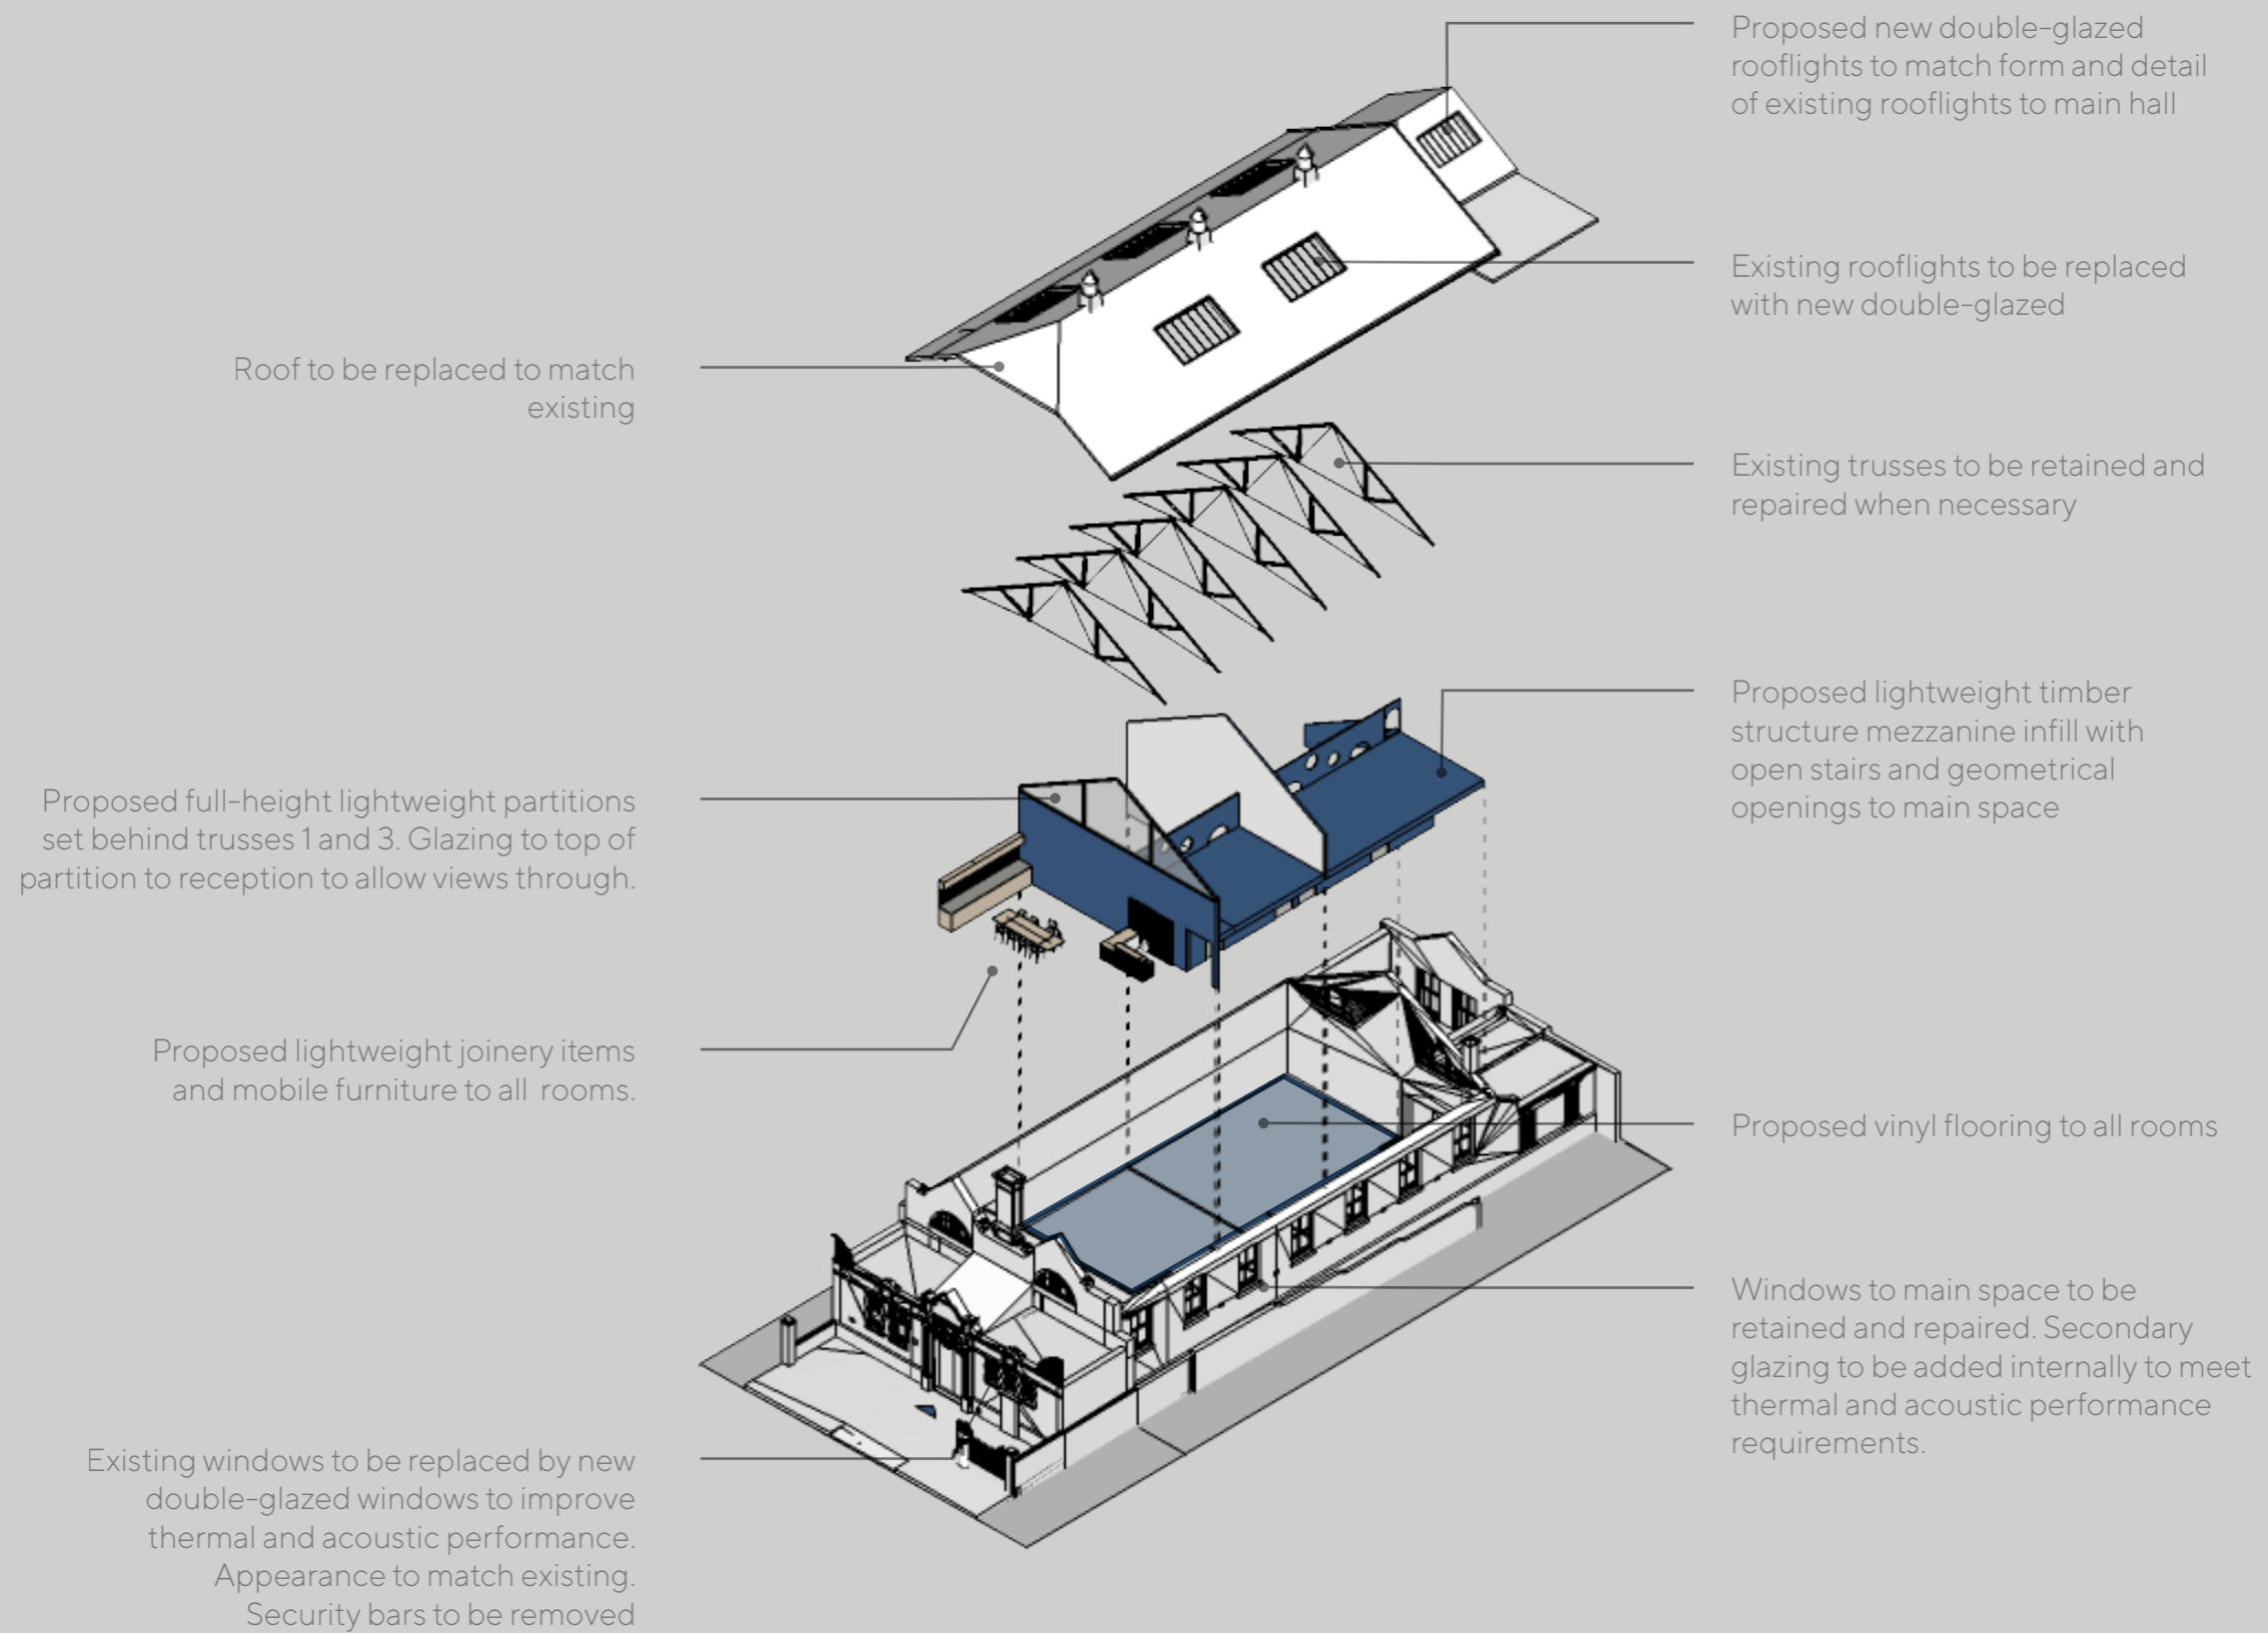 Proposed new double-glazed
rooflights to match form and detail
of existing rooflights to main hall
Existing rooflights to be replaced
with new double-glazed
Roof to be replaced to match
existing
Existing trusses to be retained and
repaired when necessary
Proposed lightweight timber
structure mezzanine infill with
open stairs and geometrical
openings to main space
Proposed full-height lightweight partitions
set behind trusses 1 and 3. Glazing to top of
partition to reception to allow views through.
Proposed lightweight joinery items
and mobile furniture to all rooms.
Proposed vinyl flooring to all rooms
Windows to main space to be
retained and repaired. Secondary
glazing to be added internally to meet
thermal and acoustic performance
requirements.
Existing windows to be replaced by new
double-glazed windows to improve
thermal and acoustic performance.
Appearance to match existing.
Security bars to be removed